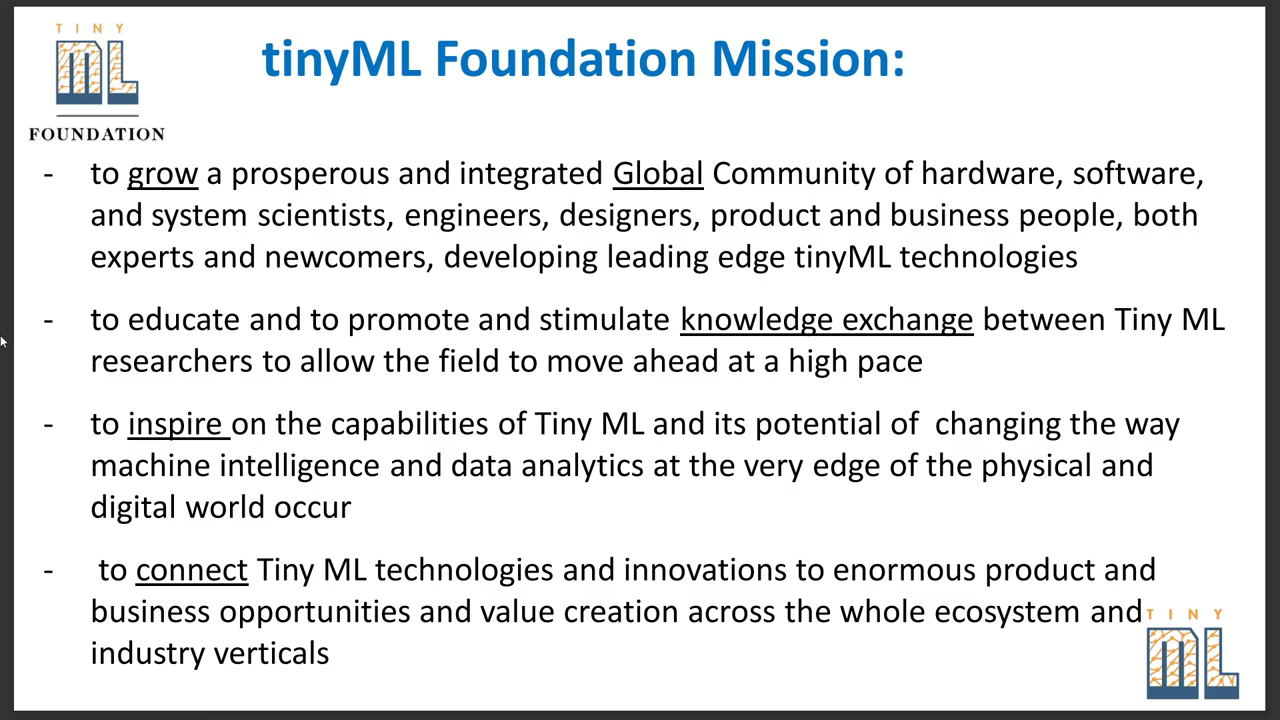 TINY
ML
FOUNDATION
tinyML Foundation Mission:
- to grow a prosperous and integrated Global Community of hardware, software,
and system scientists, engineers, designers, product and business people, both
experts and newcomers, developing leading edge tinyML technologies
- to educate and to promote and stimulate knowledge exchange between Tiny ML
researchers to allow the field to move ahead at a high pace
- to inspire on the capabilities of Tiny ML and its potential of  changing the way
machine intelligence and data analytics at the very edge of the physical and
digital world occur
- to connect Tiny ML technologies and innovations to enormous product and
business opportunities and value creation across the whole ecosystem and
industry verticals
TINY
ML